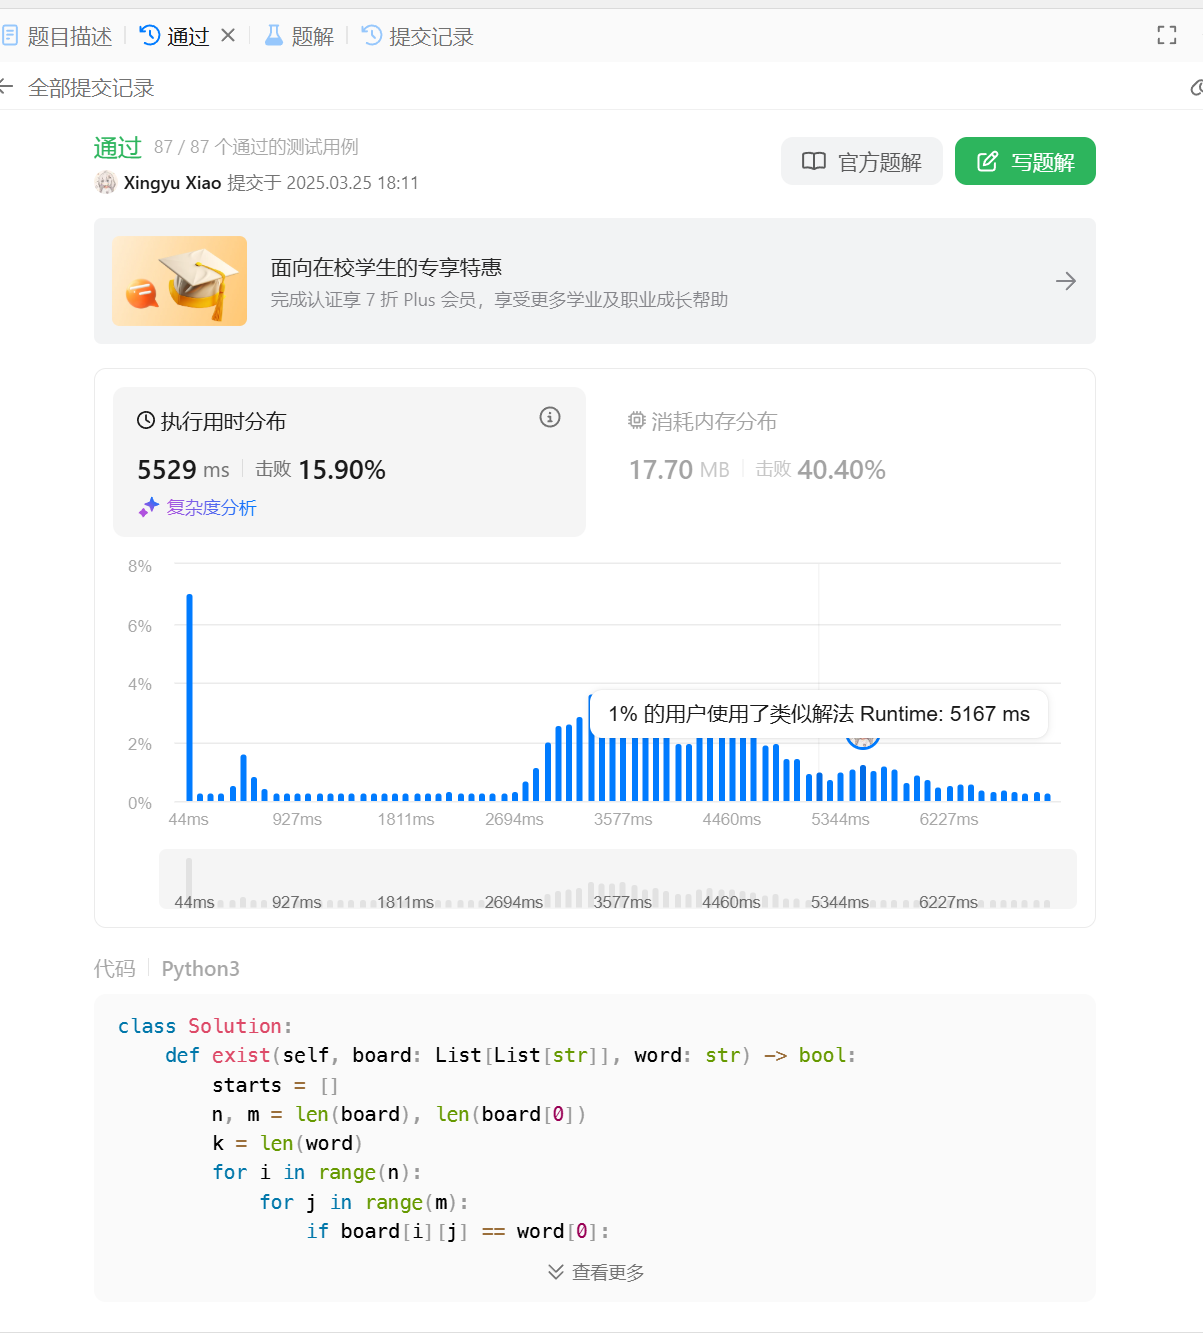 题目描述 通过 题解 提交记录
全部提交记录
通过 87 / 87 个通过的测试用例
官方题解 写题解
Xingyu Xiao 提交于 2025.03.25 18:11
面向在校学生的专享特惠
完成认证享 7 折 Plus 会员，享受更多学业及职业成长帮助
执行用时分布
5529 ms 击败 15.90%
复杂度分析
消耗内存分布
17.70 MB 击败 40.40%
8%
6%
4%
2%
0%
1% 的用户使用了类似解法 Runtime: 5167 ms
44ms 927ms 1811ms 2694ms 3577ms 4460ms 5344ms 6227ms
44ms 927ms 1811ms 2694ms 3577ms 4460ms 5344ms 6227ms
代码 Python3
class Solution:
    def exist(self, board: List[List[str]], word: str) -> bool:
        starts = []
        n, m = len(board), len(board[0])
        k = len(word)
        for i in range(n):
            for j in range(m):
                if board[i][j] == word[0]:
查看更多